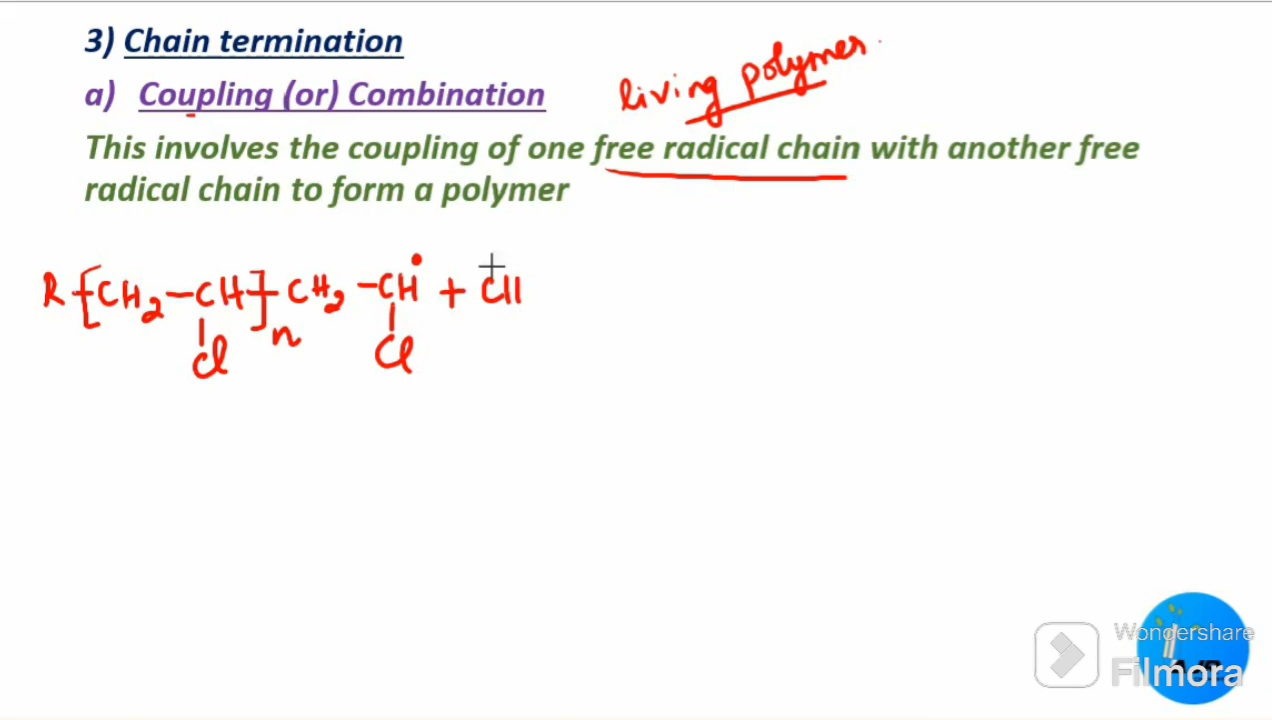 3) Chain termination
a) Coupling (or) Combination
living polymer
This involves the coupling of one free radical chain with another free
radical chain to form a polymer
R[CH2-CH]n CH2-CH• + CH
Cl Cl
Wondershare
Filmora